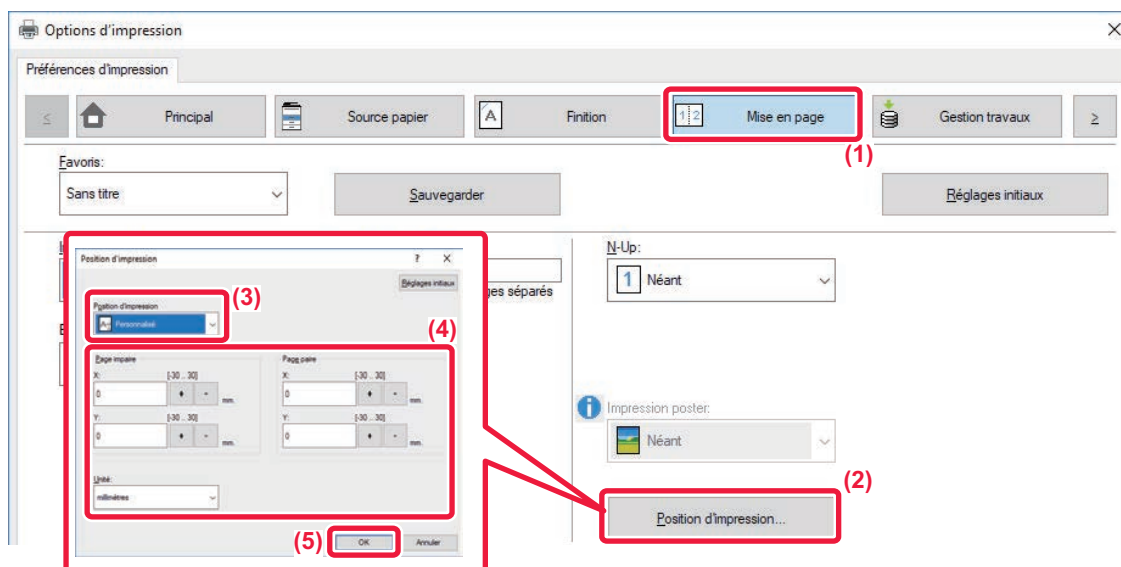 Options d'impression
Préférences d'impression
Principal
Source papier
Finition
1 2 Mise en page
Gestion travaux
(1)
Favoris:
Sans titre
Sauvegarder
Réglages initiaux
Position d'impression ? X
Réglages initiaux
Position d'impression
Personnalisé
(3)
(4)
Page impaire
Page paire
X: [-30 .. 30]
X: [-30 .. 30]
0 + - mm.
0 + - mm.
Y: [-30 .. 30]
Y: [-30 .. 30]
0 + - mm.
0 + - mm.
Unité:
millimètres
(5)
OK
Annuler
ges séparés
N-Up:
1 Néant
Impression poster:
Néant
(2)
Position d'impression...